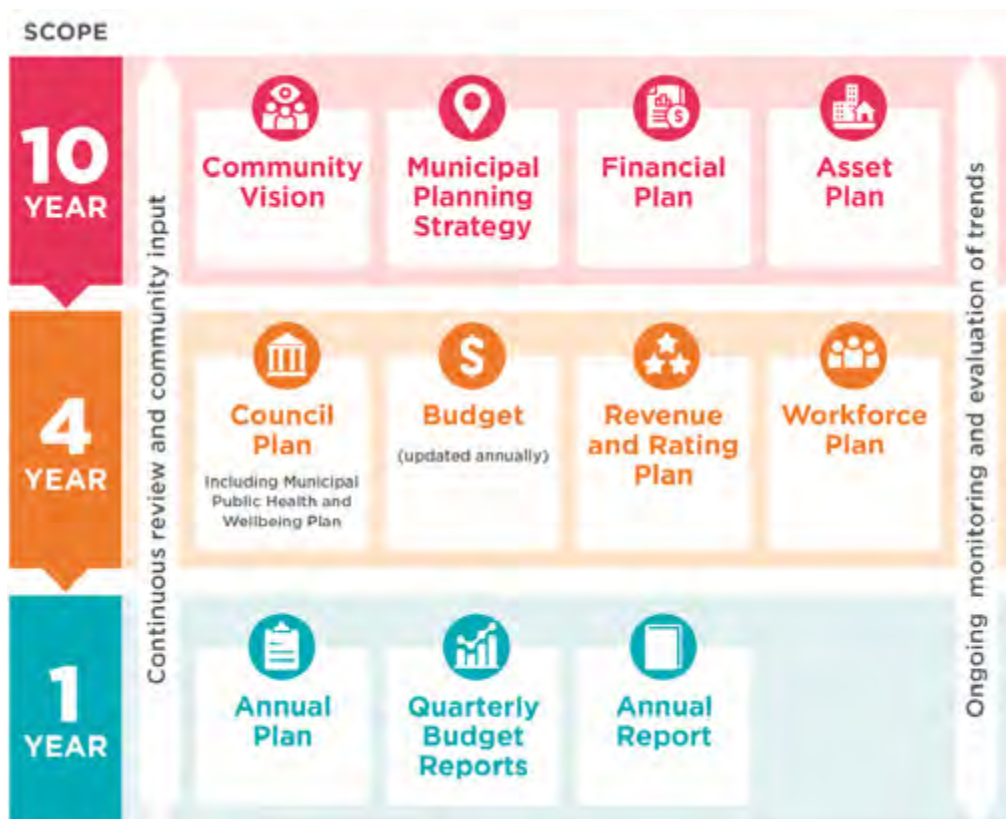 SCOPE
10
YEAR
Continuous review and community input
Community
Vision
Municipal
Planning
Strategy
Financial
Plan
Asset
Plan
Ongoing monitoring and evaluation of trends
4
YEAR
Council
Plan
Including Municipal
Public Health and
Wellbeing Plan
$
Budget
(updated annually)
Revenue
and Rating
Plan
Workforce
Plan
1
YEAR
Annual
Plan
Quarterly
Budget
Reports
Annual
Report